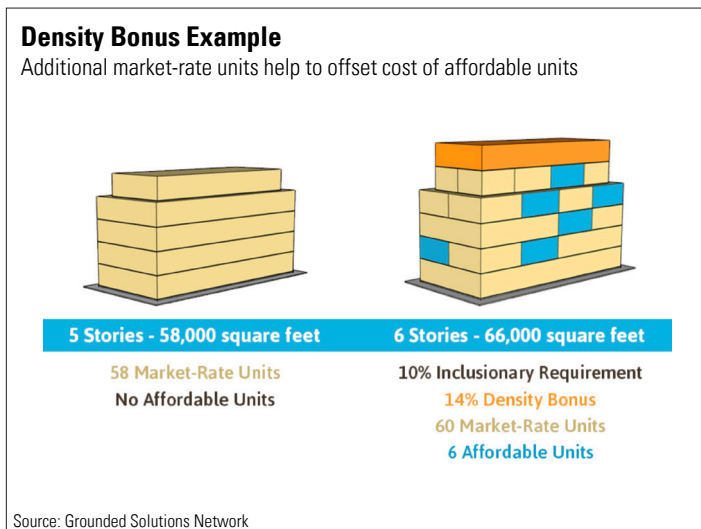 Density Bonus Example
Additional market-rate units help to offset cost of affordable units
5 Stories - 58,000 square feet
58 Market-Rate Units
No Affordable Units
6 Stories - 66,000 square feet
10% Inclusionary Requirement
14% Density Bonus
60 Market-Rate Units
6 Affordable Units
Source: Grounded Solutions Network